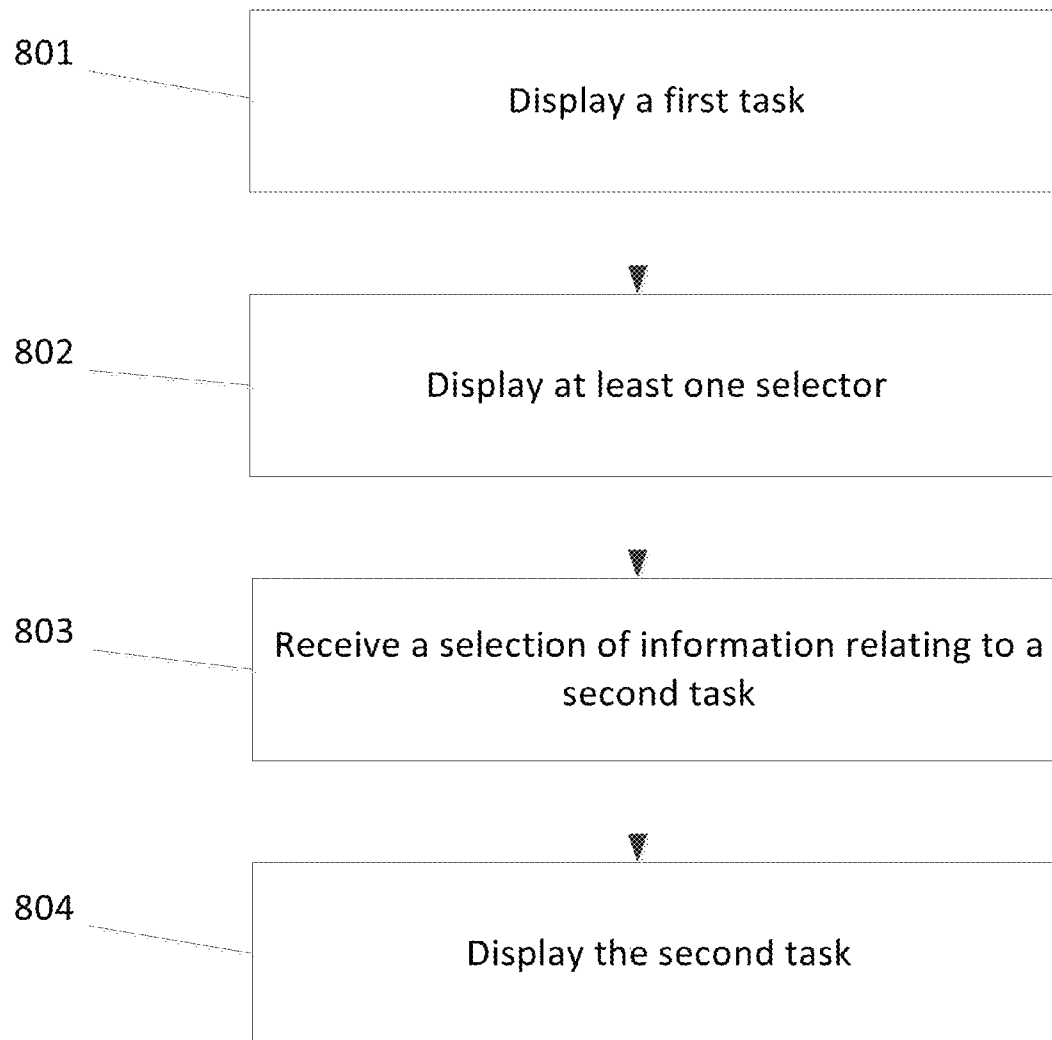 801
Display a first task
802
Display at least one selector
803
Receive a selection of information relating to a
second task
804
Display the second task